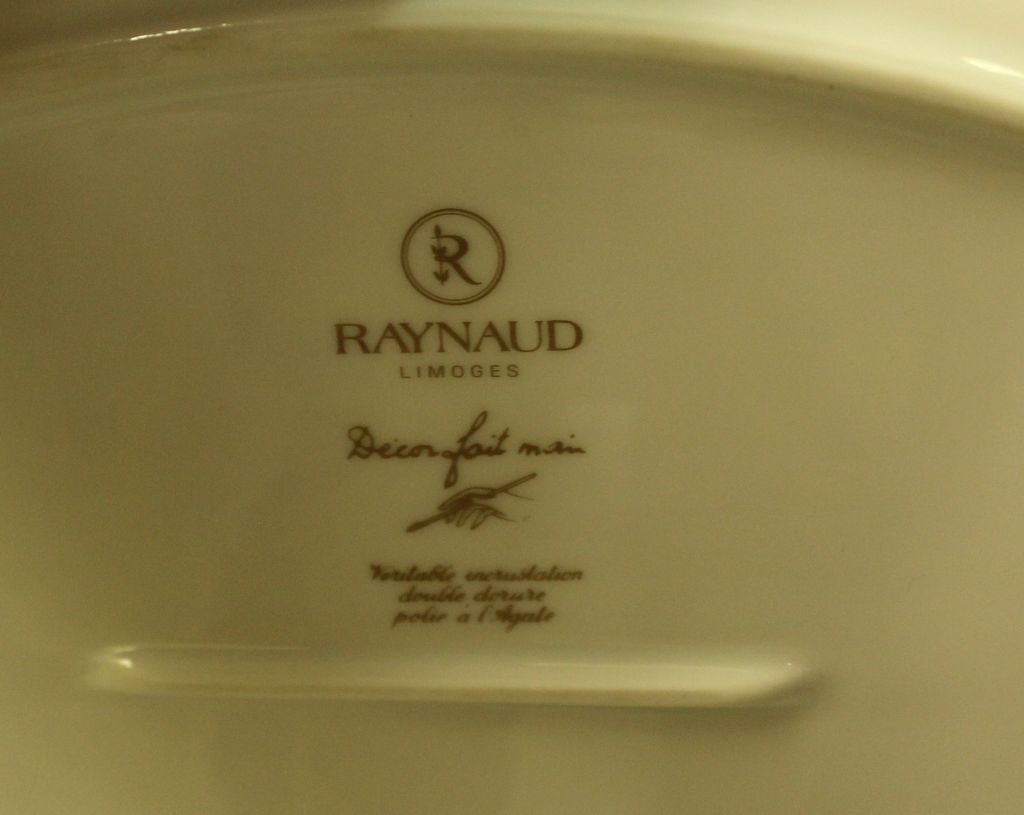 R
RAYNAUD
LIMOGES
Décor fait main
Véritable incrustation
double dorure
polie à l'Agate